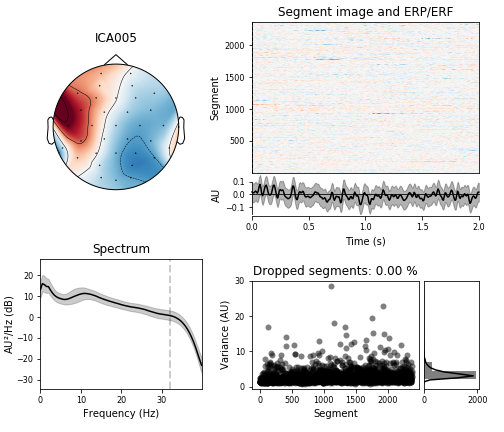 ICA005
Segment image and ERP/ERF
Segment
2000
1500
1000
500
AU
0.1
0.0
−0.1
0.0 0.5 1.0 1.5 2.0
Time (s)
Spectrum
AU²/Hz (dB)
20
10
0
−10
−20
−30
0 10 20 30
Frequency (Hz)
Dropped segments: 0.00 %
Variance (AU)
30
20
10
0
0 500 1000 1500 2000
Segment
0 2000